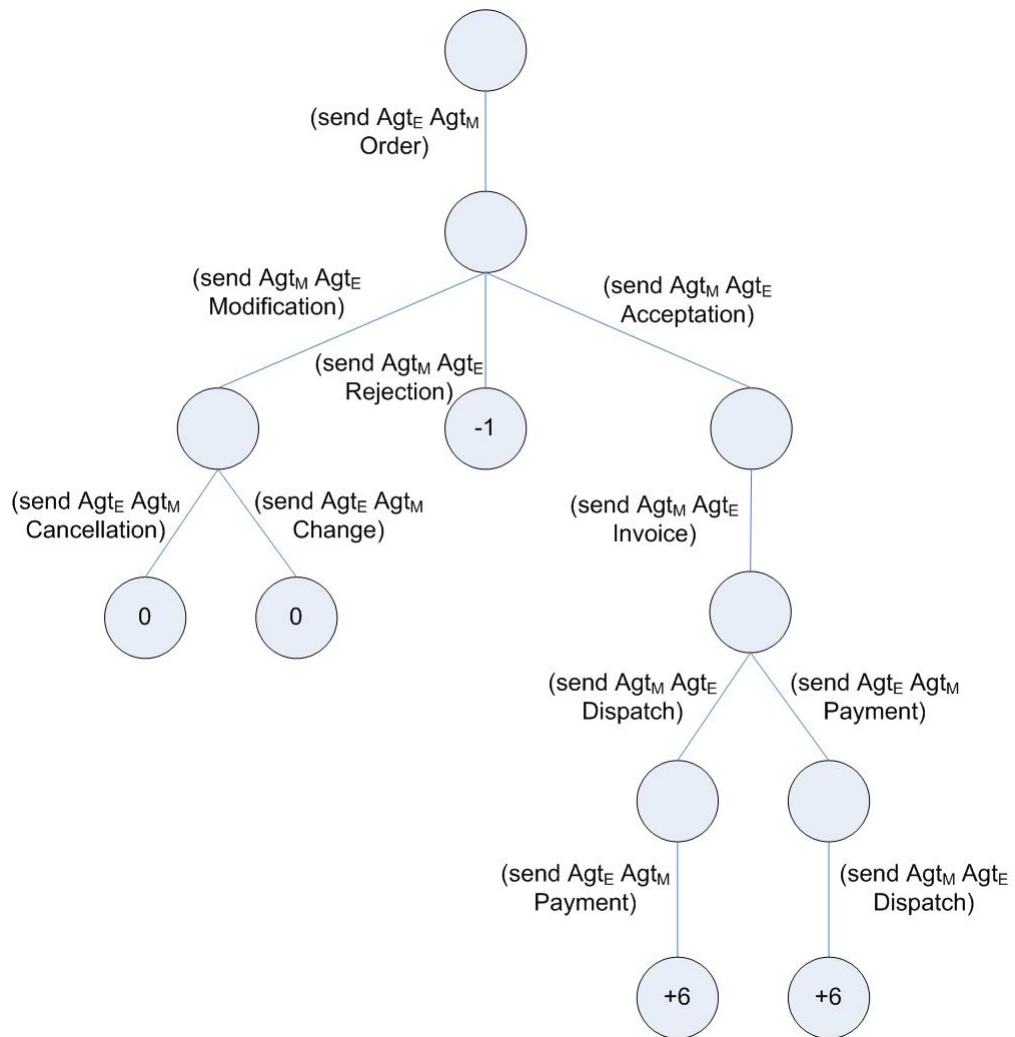 (send AgtE AgtM
Order)
(send AgtM AgtE
Modification)
(send AgtM AgtE
Rejection)
(send AgtM AgtE
Acceptation)
-1
(send AgtE AgtM
Cancellation)
(send AgtE AgtM
Change)
(send AgtM AgtE
Invoice)
0
0
(send AgtM AgtE
Dispatch)
(send AgtE AgtM
Payment)
(send AgtE AgtM
Payment)
(send AgtM AgtE
Dispatch)
+6
+6